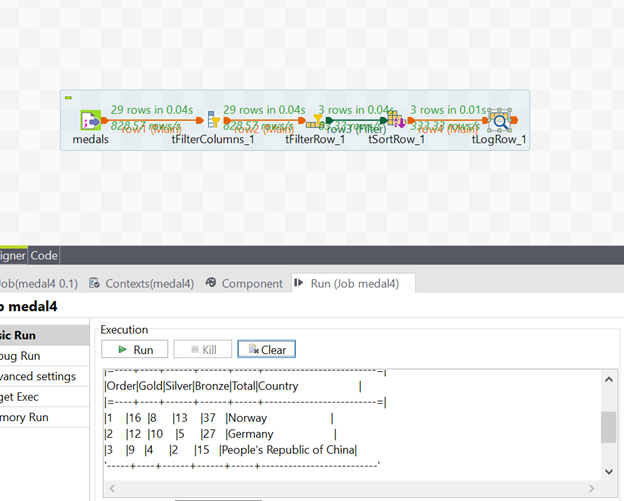 29 rows in 0.04s 29 rows in 0.04s 3 rows in 0.04s 3 rows in 0.01s
828.57 rows/s 828.57 rows/s 333.33 rows/s
row1 (Main) row2 (Main) row3 (Filter) row4 (Main)
medals tFilterColumns_1 tFilterRow_1 tSortRow_1 tLogRow_1
igner Code
Job(medal4 0.1) Contexts(medal4) Component Run (Job medal4)
b medal4
sic Run
bug Run
vanced settings
get Exec
mory Run
Execution
Run Kill Clear
|=----+----+------+------+-----+--------------------------=|
|Order|Gold|Silver|Bronze|Total|Country |
|=----+----+------+------+-----+--------------------------=|
|1 |16 |8 |13 |37 |Norway |
|2 |12 |10 |5 |27 |Germany |
|3 |9 |4 |2 |15 |People's Republic of China|
'-----+----+------+------+-----+--------------------------'